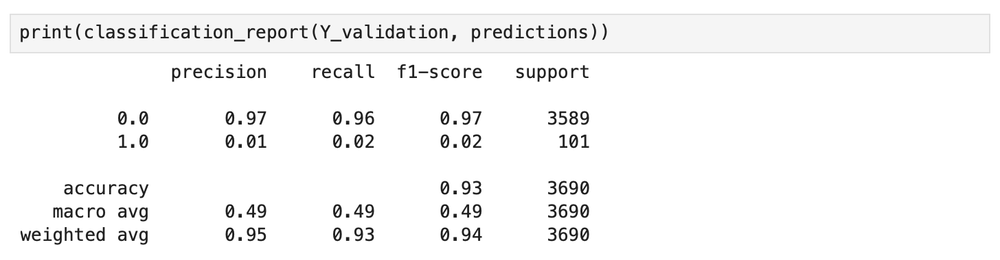 print(classification_report(Y_validation, predictions))
precision recall f1-score support
0.0 0.97 0.96 0.97 3589
1.0 0.01 0.02 0.02 101
accuracy 0.93 3690
macro avg 0.49 0.49 0.49 3690
weighted avg 0.95 0.93 0.94 3690